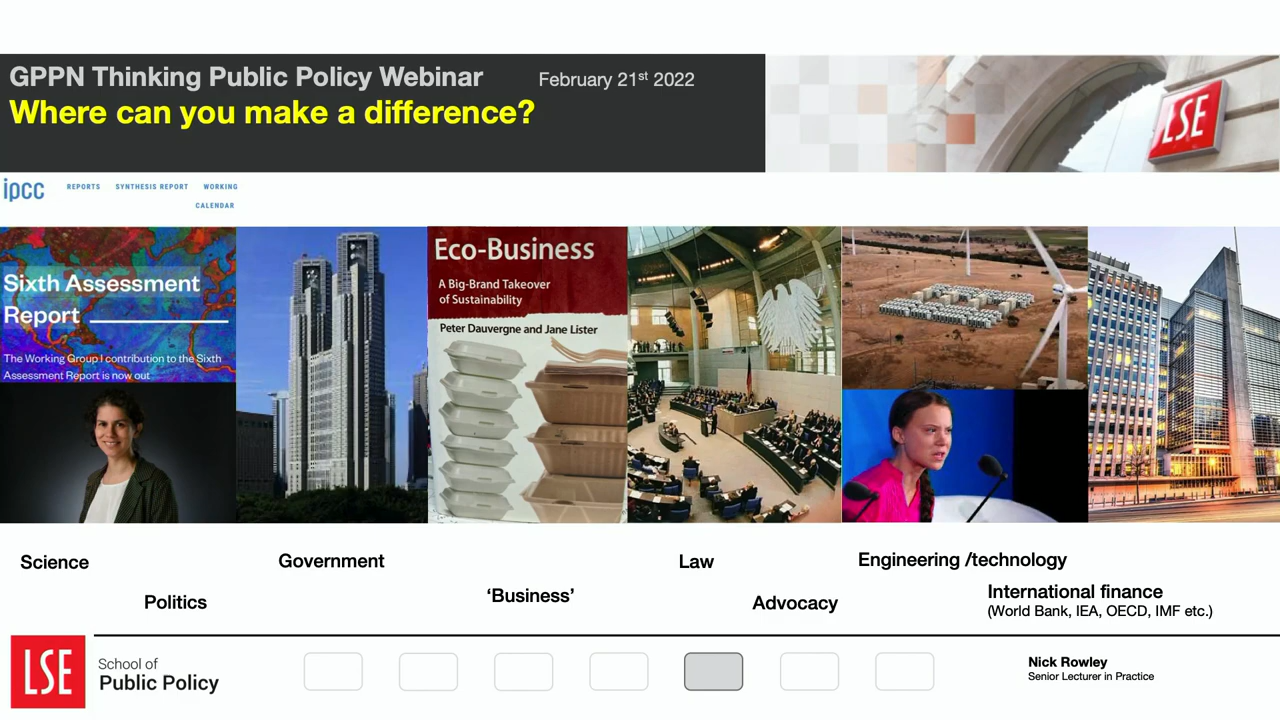 GPPN Thinking Public Policy Webinar February 21st 2022
Where can you make a difference?
LSE
ipcc REPORTS SYNTHESIS REPORT WORKING
CALENDAR
Sixth Assessment
Report
The Working Group I contribution to the Sixth
Assessment Report is now out
Eco-Business
A Big-Brand Takeover
of Sustainability
Peter Dauvergne and Jane Lister
Science
Government
Law
Engineering /technology
Politics
‘Business’
Advocacy
International finance
(World Bank, IEA, OECD, IMF etc.)
LSE
School of
Public Policy
Nick Rowley
Senior Lecturer in Practice